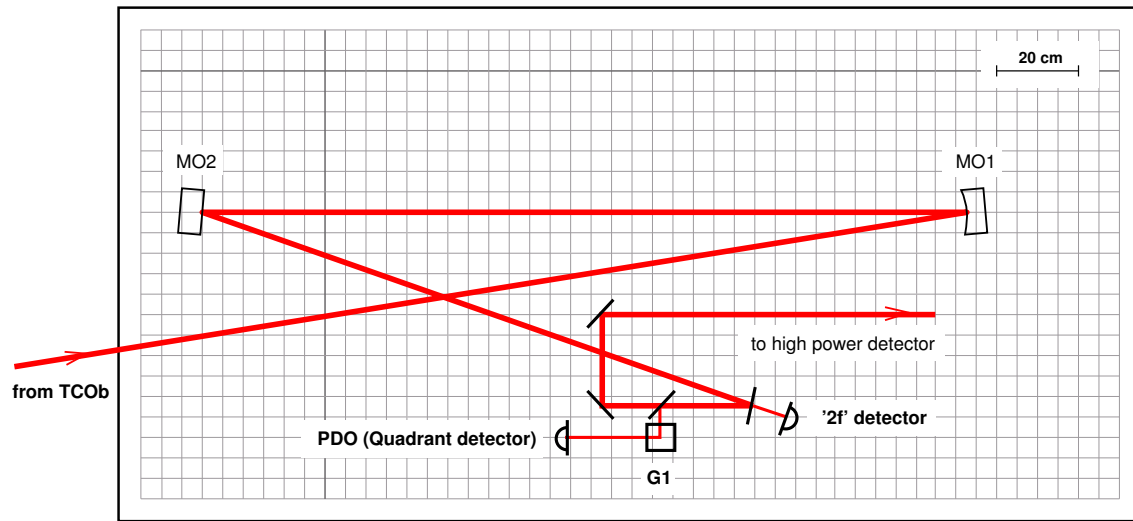 20 cm
MO2
MO1
to high power detector
from TCOb
'2f' detector
PDO (Quadrant detector)
G1